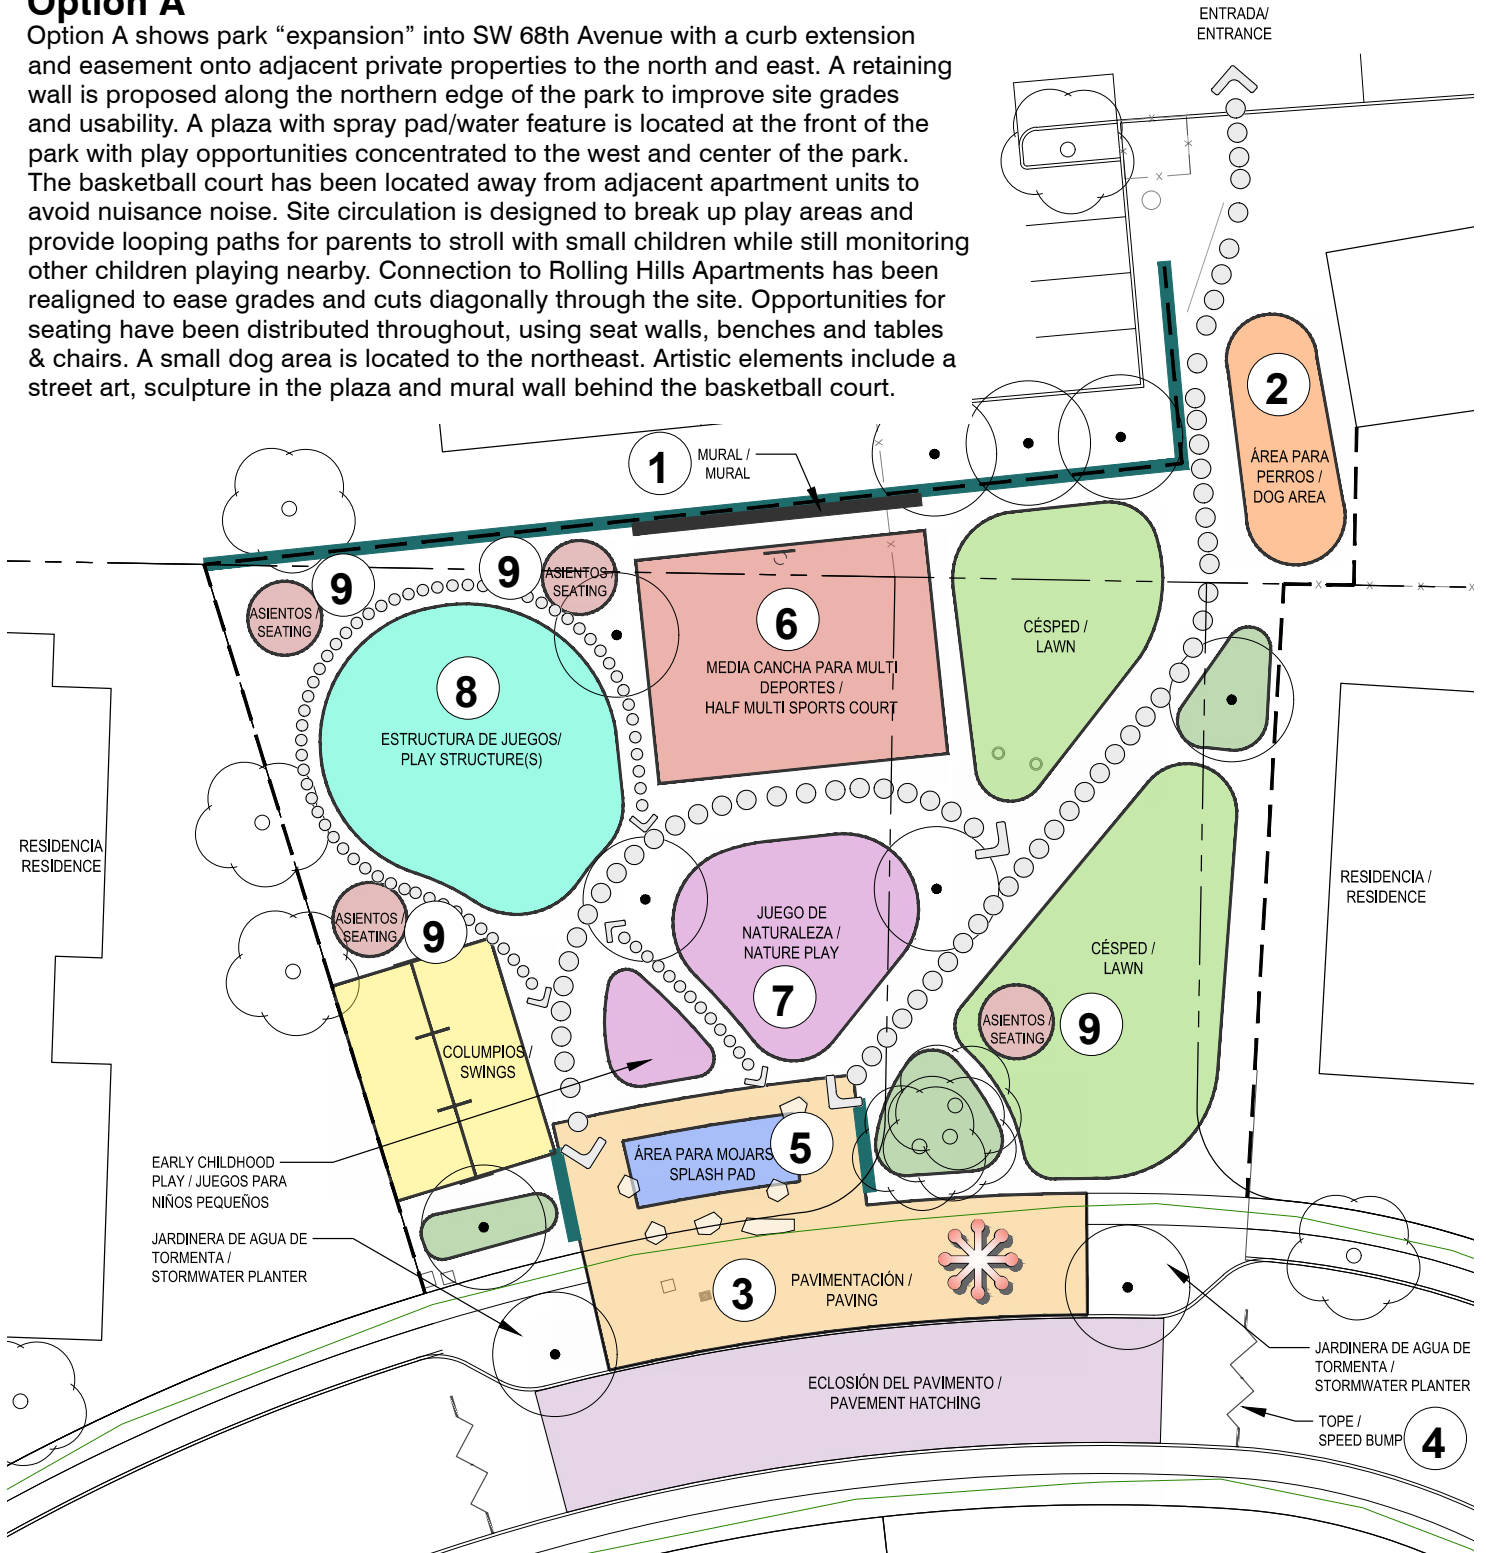 Option A
Option A shows park “expansion” into SW 68th Avenue with a curb extension
and easement onto adjacent private properties to the north and east. A retaining
wall is proposed along the northern edge of the park to improve site grades
and usability. A plaza with spray pad/water feature is located at the front of the
park with play opportunities concentrated to the west and center of the park.
The basketball court has been located away from adjacent apartment units to
avoid nuisance noise. Site circulation is designed to break up play areas and
provide looping paths for parents to stroll with small children while still monitoring
other children playing nearby. Connection to Rolling Hills Apartments has been
realigned to ease grades and cuts diagonally through the site. Opportunities for
seating have been distributed throughout, using seat walls, benches and tables
& chairs. A small dog area is located to the northeast. Artistic elements include a
street art, sculpture in the plaza and mural wall behind the basketball court.
ENTRADA/
ENTRANCE
2
ÁREA PARA
PERROS /
DOG AREA
1
MURAL /
MURAL
9
ASIENTOS /
SEATING
9
ASIENTOS /
SEATING
6
MEDIA CANCHA PARA MULTI
DEPORTES /
HALF MULTI SPORTS COURT
CÉSPED /
LAWN
8
ESTRUCTURA DE JUEGOS/
PLAY STRUCTURE(S)
RESIDENCIA
RESIDENCE
RESIDENCIA /
RESIDENCE
ASIENTOS /
SEATING
9
JUEGO DE
NATURALEZA /
NATURE PLAY
7
CÉSPED /
LAWN
ASIENTOS /
SEATING
9
COLUMPIOS /
SWINGS
EARLY CHILDHOOD
PLAY / JUEGOS PARA
NIÑOS PEQUEÑOS
ÁREA PARA MOJARS
SPLASH PAD
5
JARDINERA DE AGUA DE
TORMENTA /
STORMWATER PLANTER
3
PAVIMENTACIÓN /
PAVING
ECLOSIÓN DEL PAVIMENTO /
PAVEMENT HATCHING
JARDINERA DE AGUA DE
TORMENTA /
STORMWATER PLANTER
TOPE /
SPEED BUMP
4